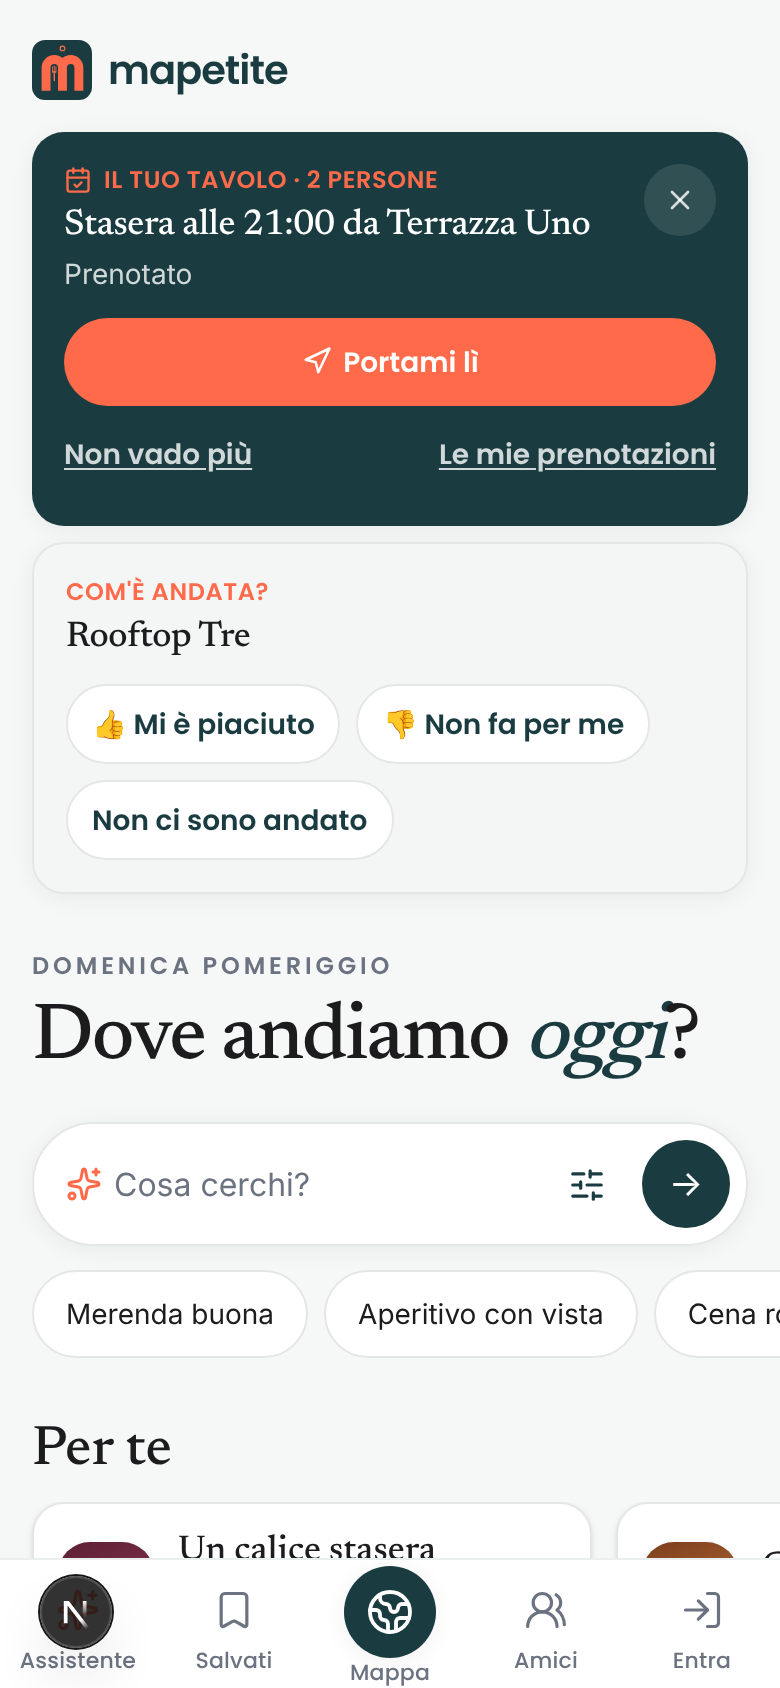 mapetite
IL TUO TAVOLO · 2 PERSONE
Stasera alle 21:00 da Terrazza Uno
Prenotato
Portami lì
Non vado più
Le mie prenotazioni
COM'È ANDATA?
Rooftop Tre
👍 Mi è piaciuto
👎 Non fa per me
Non ci sono andato
DOMENICA POMERIGGIO
Dove andiamo oggi?
Cosa cerchi?
Merenda buona
Aperitivo con vista
Cena
Per te
Un calice stasera
N
Assistente
Salvati
Mappa
Amici
Entra